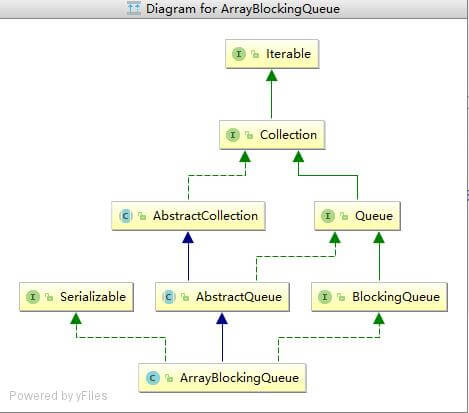 Diagram for ArrayBlockingQueue
I Iterable
I Collection
C AbstractCollection
I Queue
I Serializable
C AbstractQueue
I BlockingQueue
C ArrayBlockingQueue
Powered by yFiles